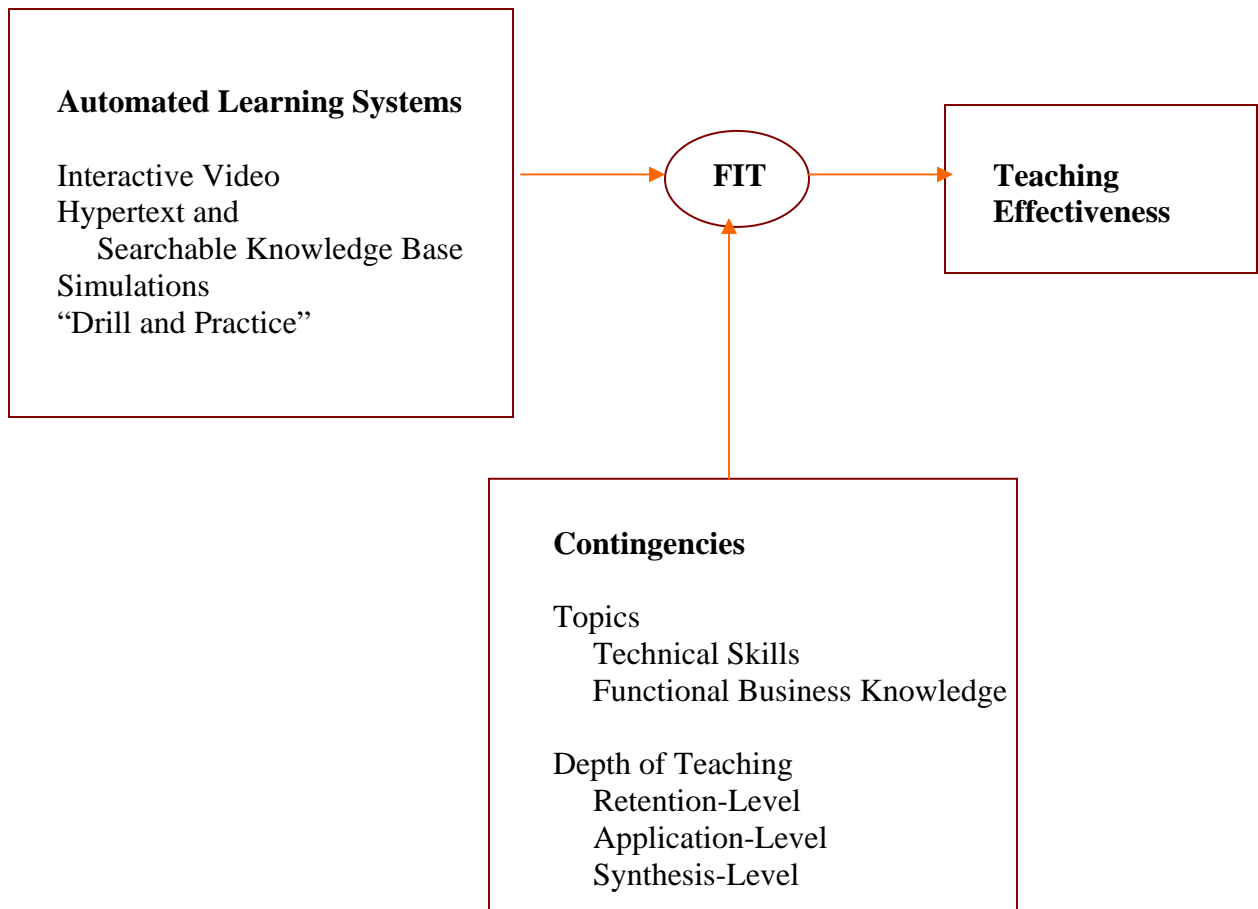 Automated Learning Systems
Interactive Video
Hypertext and
Searchable Knowledge Base
Simulations
“Drill and Practice”
FIT
Teaching
Effectiveness
Contingencies
Topics
Technical Skills
Functional Business Knowledge
Depth of Teaching
Retention-Level
Application-Level
Synthesis-Level